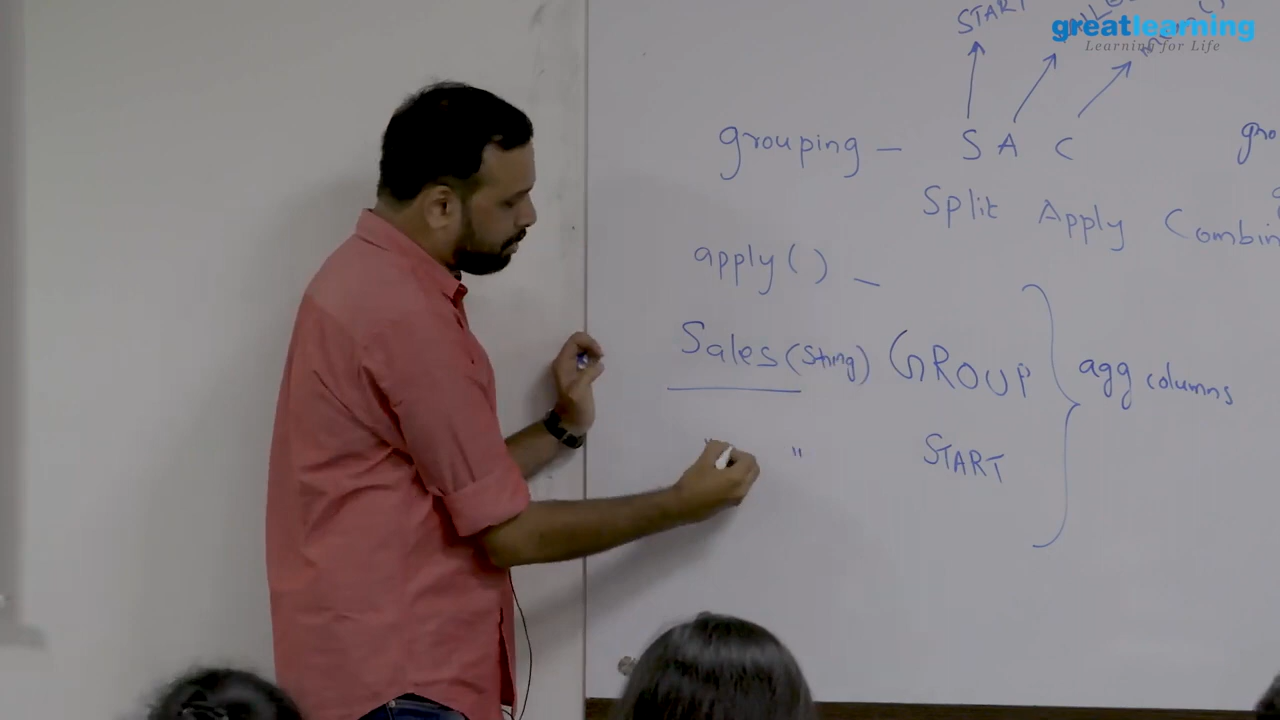 START
greatlearning
Learning for Life
grouping - S A C
Split Apply Combin
apply() -
Sales (String) GROUP
agg columns
" " START